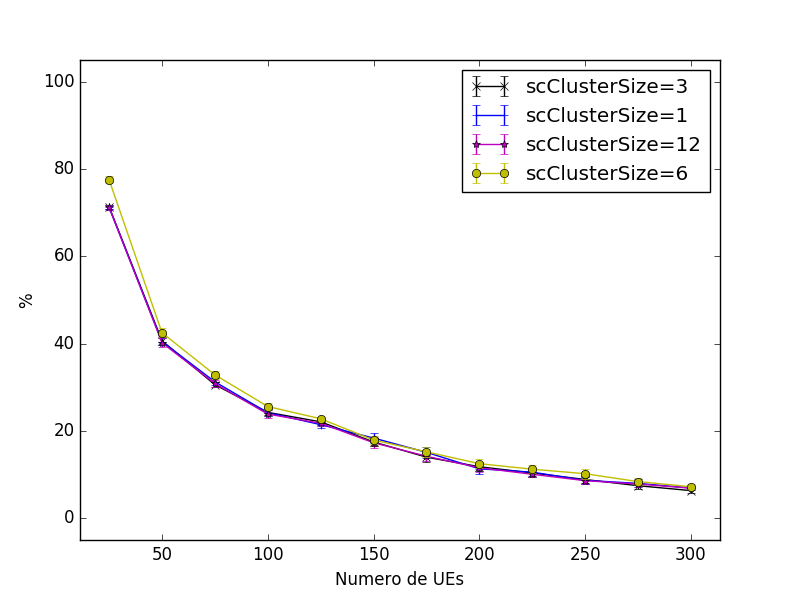 scClusterSize=3
scClusterSize=1
scClusterSize=12
scClusterSize=6
100
80
60
40
20
0
%
50 100 150 200 250 300
Numero de UEs